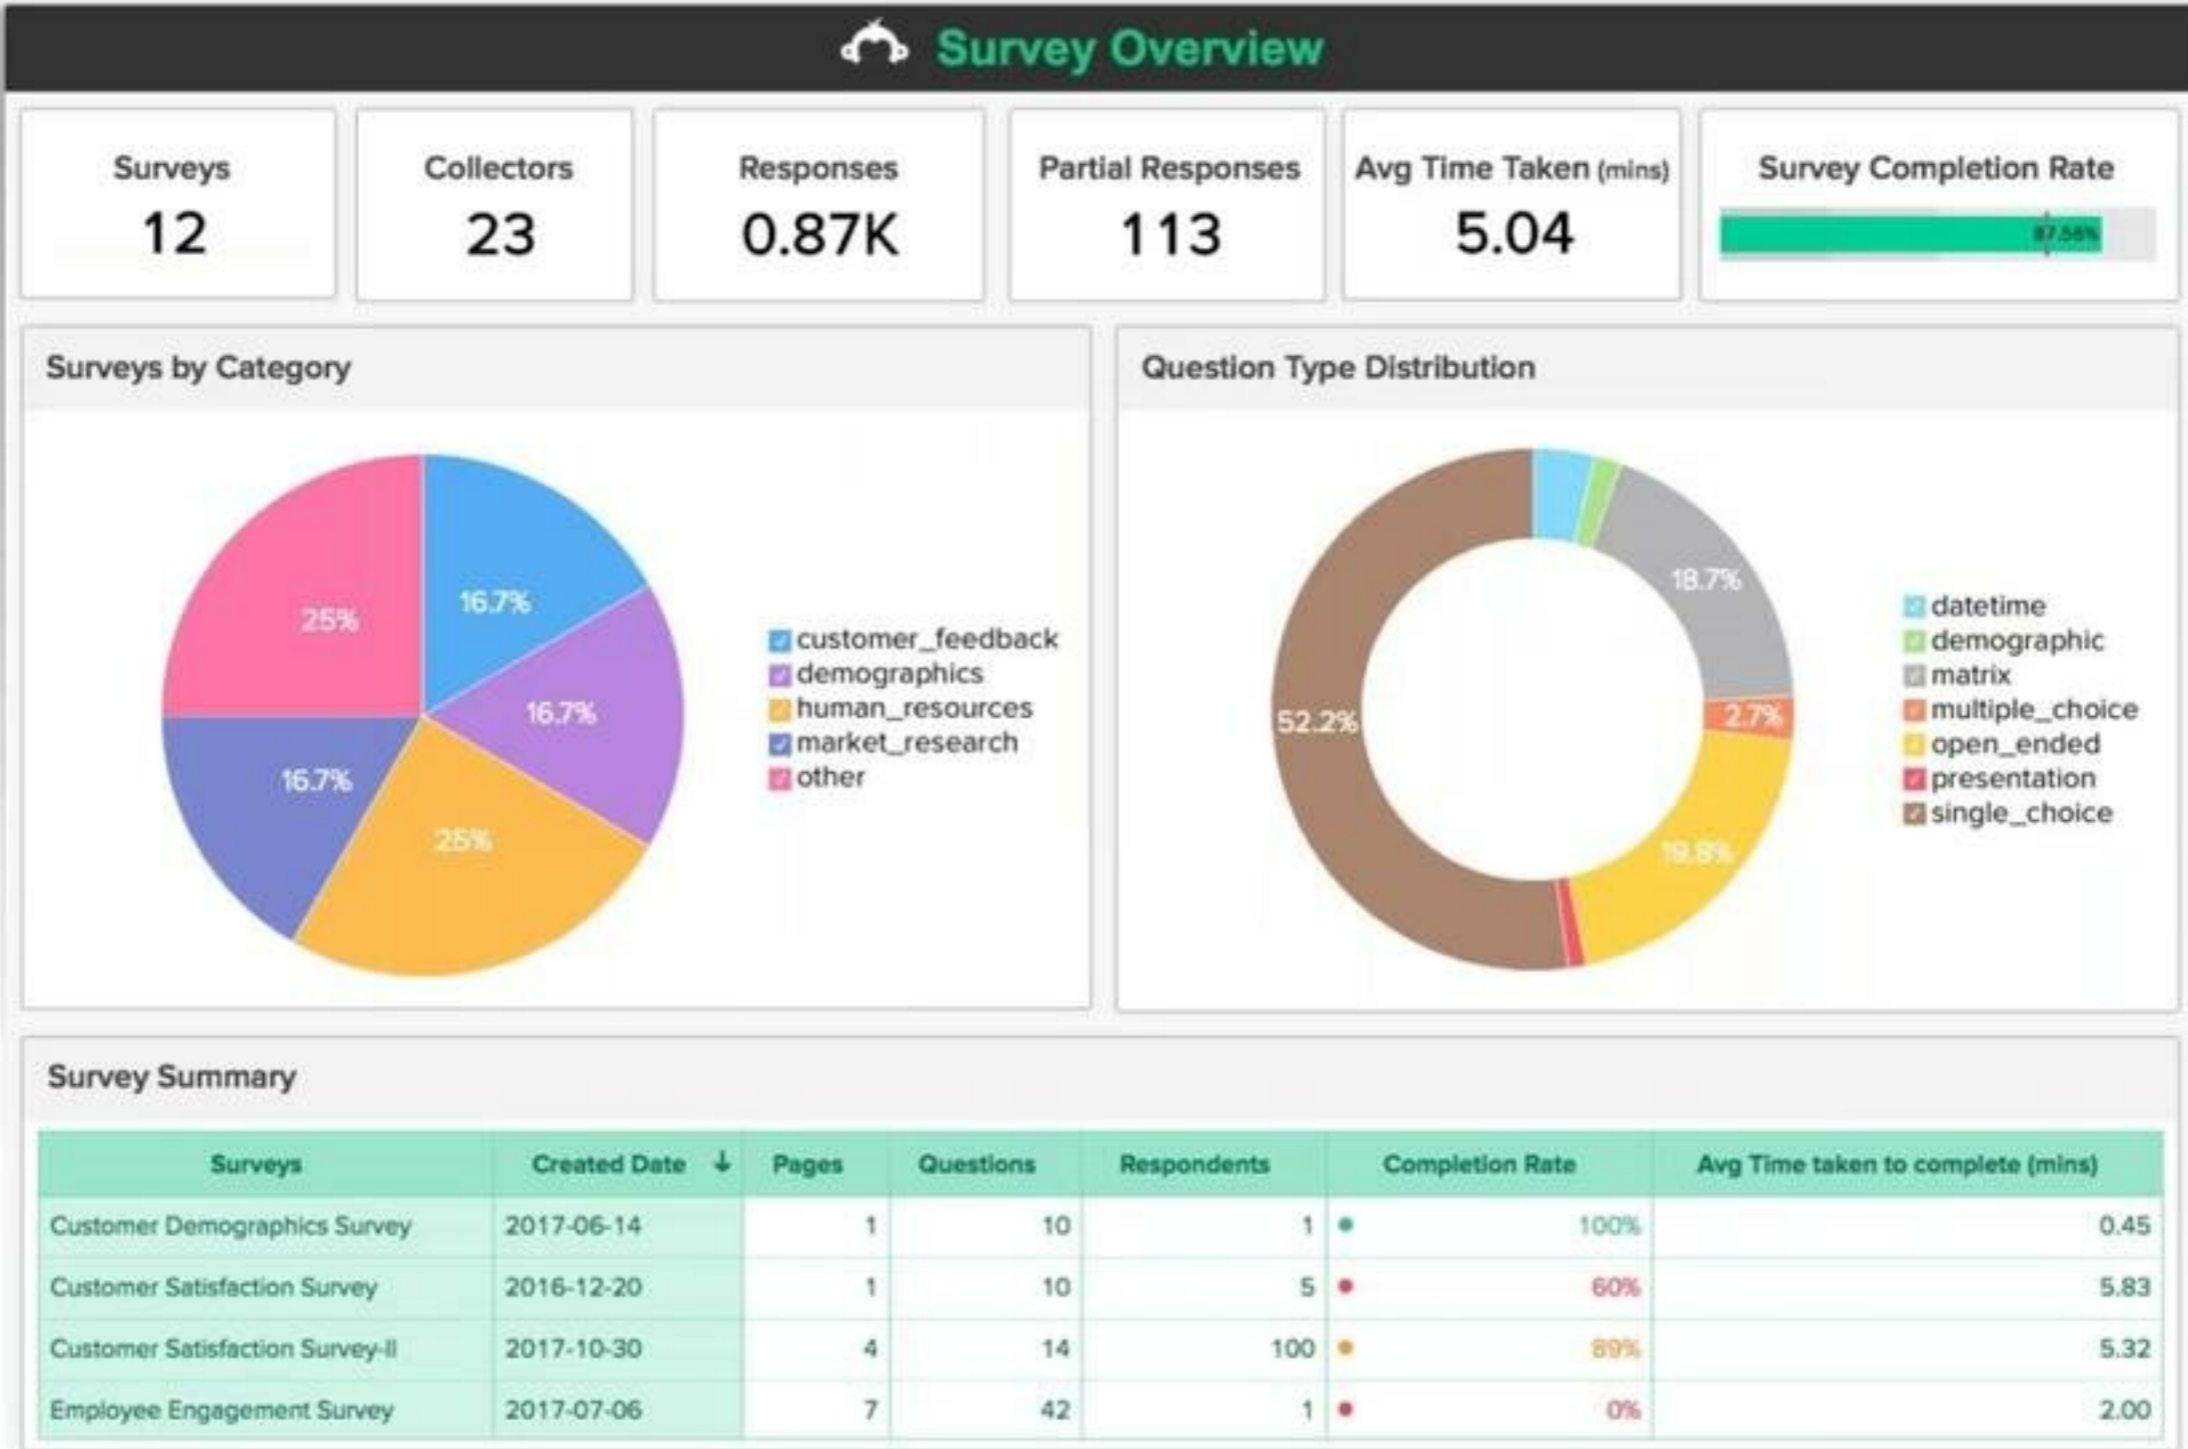 Survey Overview
Surveys
12
Collectors
23
Responses
0.87K
Partial Responses
113
Avg Time Taken (mins)
5.04
Survey Completion Rate
87.56%
Surveys by Category
25%
16.7%
16.7%
16.7%
25%
customer_feedback
demographics
human_resources
market_research
other
Question Type Distribution
18.7%
52.2%
2.7%
19.8%
datetime
demographic
matrix
multiple_choice
open_ended
presentation
single_choice
Survey Summary
Surveys Created Date ↓ Pages Questions Respondents Completion Rate Avg Time taken to complete (mins)
Customer Demographics Survey 2017-06-14 1 10 1 100% 0.45
Customer Satisfaction Survey 2016-12-20 1 10 5 60% 5.83
Customer Satisfaction Survey-II 2017-10-30 4 14 100 89% 5.32
Employee Engagement Survey 2017-07-06 7 42 1 0% 2.00